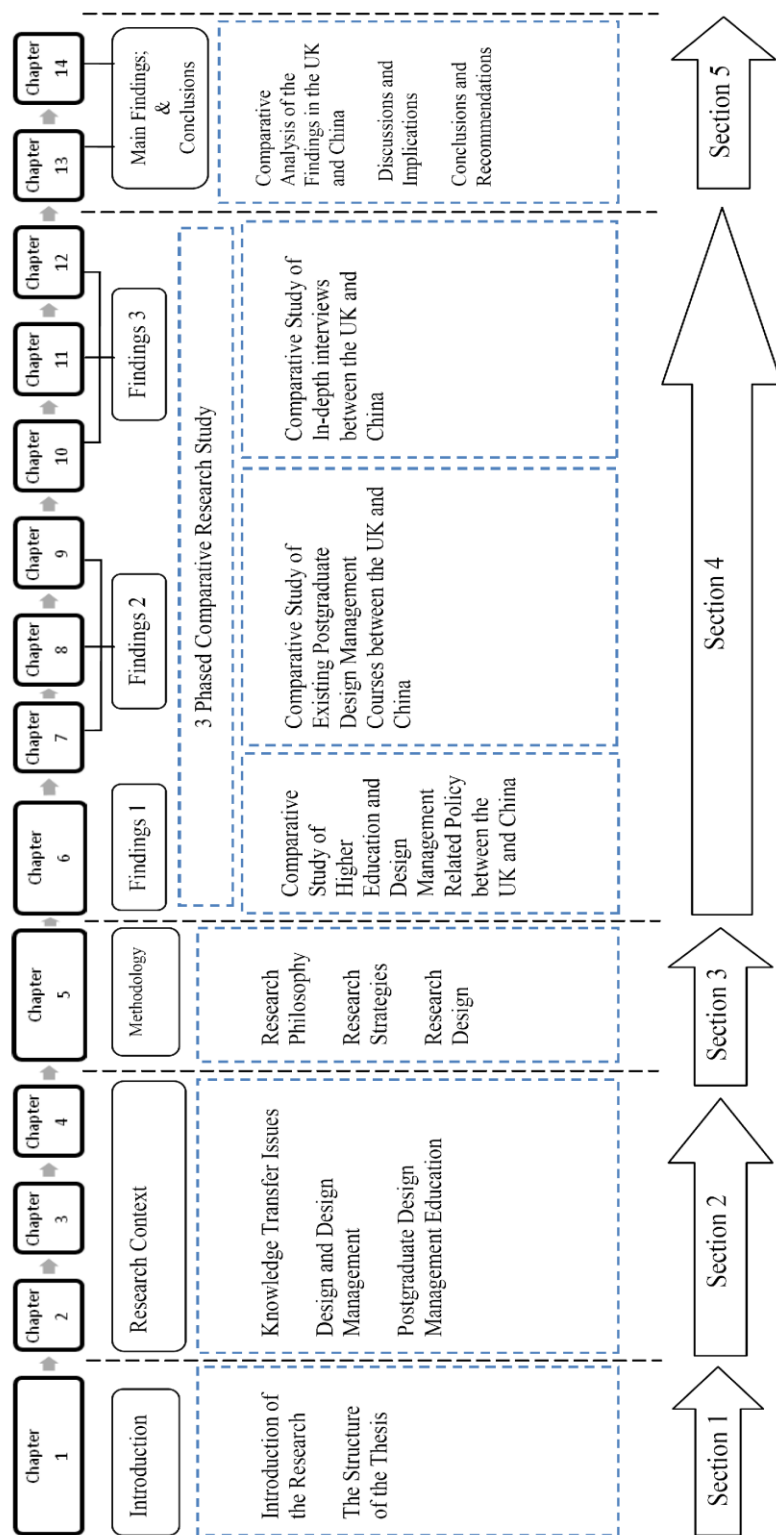 Chapter
1
Chapter
2
Chapter
3
Chapter
4
Chapter
5
Chapter
6
Chapter
7
Chapter
8
Chapter
9
Chapter
10
Chapter
11
Chapter
12
Chapter
13
Chapter
14
Introduction
Research Context
Methodology
Findings 1
Findings 2
Findings 3
Main Findings;
&
Conclusions
3 Phased Comparative Research Study
Introduction of
the Research
The Structure
of the Thesis
Knowledge Transfer Issues
Design and Design
Management
Postgraduate Design
Management Education
Research
Philosophy
Research
Strategies
Research
Design
Comparative
Study of
Higher
Education and
Design
Management
Related Policy
between the
UK and China
Comparative Study of
Existing Postgraduate
Design Management
Courses between the UK and
China
Comparative Study of
In-depth interviews
between the UK and
China
Comparative
Analysis of the
Findings in the UK
and China
Discussions and
Implications
Conclusions and
Recommendations
Section 1
Section 2
Section 3
Section 4
Section 5